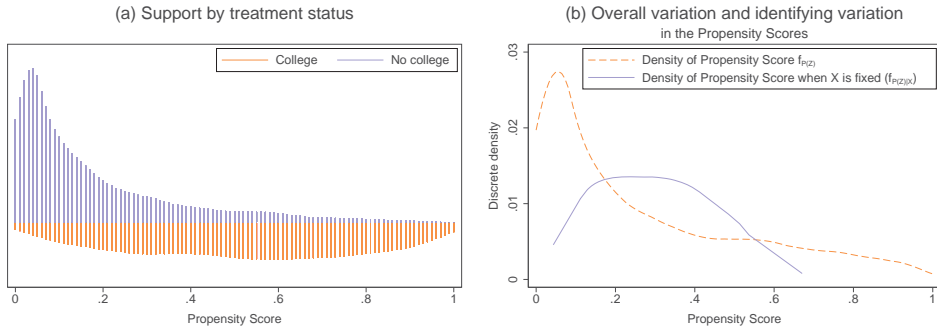 (a) Support by treatment status
College
No college
0
.2
.4
.6
.8
1
Propensity Score
(b) Overall variation and identifying variation
in the Propensity Scores
Density of Propensity Score f_P(Z)
Density of Propensity Score when X is fixed (f_P(Z)|X)
Discrete density
.03
.02
.01
0
0
.2
.4
.6
.8
1
Propensity Score